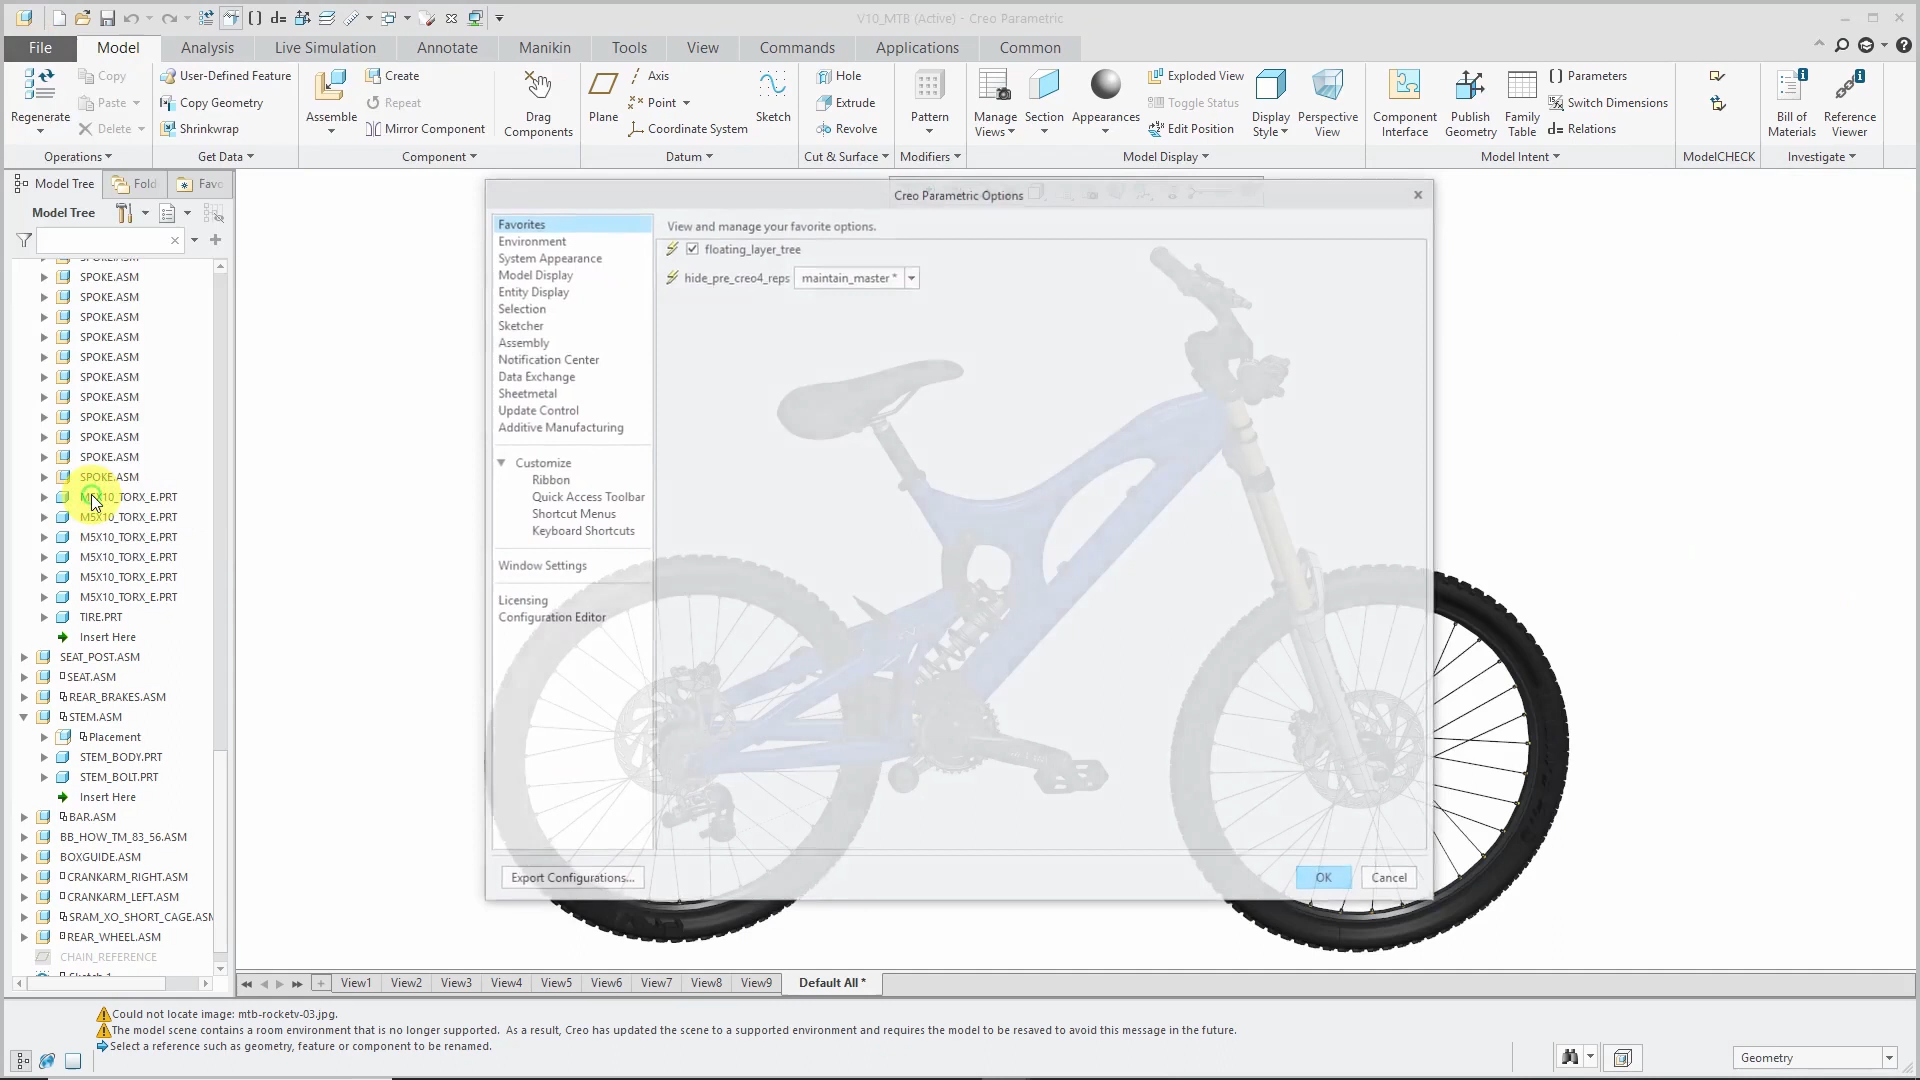 V10_MTB (Active) - Creo Parametric
File Model Analysis Live Simulation Annotate Manikin Tools View Commands Applications Common
Regenerate
Copy
Paste
Delete
User-Defined Feature
Copy Geometry
Shrinkwrap
Assemble
Create
Repeat
Mirror Component
Drag Components
Plane
Axis
Point
Coordinate System
Sketch
Hole
Extrude
Revolve
Pattern
Manage Views
Section
Appearances
Exploded View
Toggle Status
Edit Position
Display Style
Perspective View
Component Interface
Publish Geometry
Family Table
Parameters
Switch Dimensions
d= Relations
Bill of Materials
Reference Viewer
Operations Get Data Component Datum Cut & Surface Modifiers Model Display Model Intent ModelCHECK Investigate
Model Tree Fold Favo
Model Tree
SPOKE.ASM
SPOKE.ASM
SPOKE.ASM
SPOKE.ASM
SPOKE.ASM
SPOKE.ASM
SPOKE.ASM
SPOKE.ASM
SPOKE.ASM
SPOKE.ASM
SPOKE.ASM
SPOKE.ASM
M5X10_TORX_E.PRT
M5X10_TORX_E.PRT
M5X10_TORX_E.PRT
M5X10_TORX_E.PRT
M5X10_TORX_E.PRT
M5X10_TORX_E.PRT
TIRE.PRT
Insert Here
SEAT_POST.ASM
SEAT.ASM
REAR_BRAKES.ASM
STEM.ASM
Placement
STEM_BODY.PRT
STEM_BOLT.PRT
Insert Here
BAR.ASM
BB_HOW_TM_83_56.ASM
BOXGUIDE.ASM
CRANKARM_RIGHT.ASM
CRANKARM_LEFT.ASM
SRAM_XO_SHORT_CAGE.ASM
REAR_WHEEL.ASM
CHAIN_REFERENCE
Sketch 1
Creo Parametric Options
Favorites
Environment
System Appearance
Model Display
Entity Display
Selection
Sketcher
Assembly
Notification Center
Data Exchange
Sheetmetal
Update Control
Additive Manufacturing
Customize
Ribbon
Quick Access Toolbar
Shortcut Menus
Keyboard Shortcuts
Window Settings
Licensing
Configuration Editor
View and manage your favorite options.
floating_layer_tree
hide_pre_creo4_reps maintain_master *
Export Configurations... OK Cancel
View1 View2 View3 View4 View5 View6 View7 View8 View9 Default All *
Could not locate image: mtb-rocketv-03.jpg.
The model scene contains a room environment that is no longer supported. As a result, Creo has updated the scene to a supported environment and requires the model to be resaved to avoid this message in the future.
Select a reference such as geometry, feature or component to be renamed.
Geometry